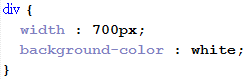 div {
width : 700px;
background-color : white;
}